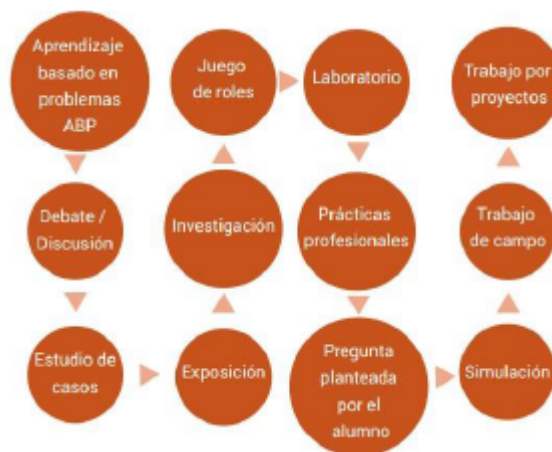 Aprendizaje
basado en
problemas
ABP
Debate /
Discusión
Estudio de
casos
Exposición
Investigación
Juego
de roles
Laboratorio
Prácticas
profesionales
Pregunta
planteada
por el
alumno
Simulación
Trabajo
de campo
Trabajo por
proyectos